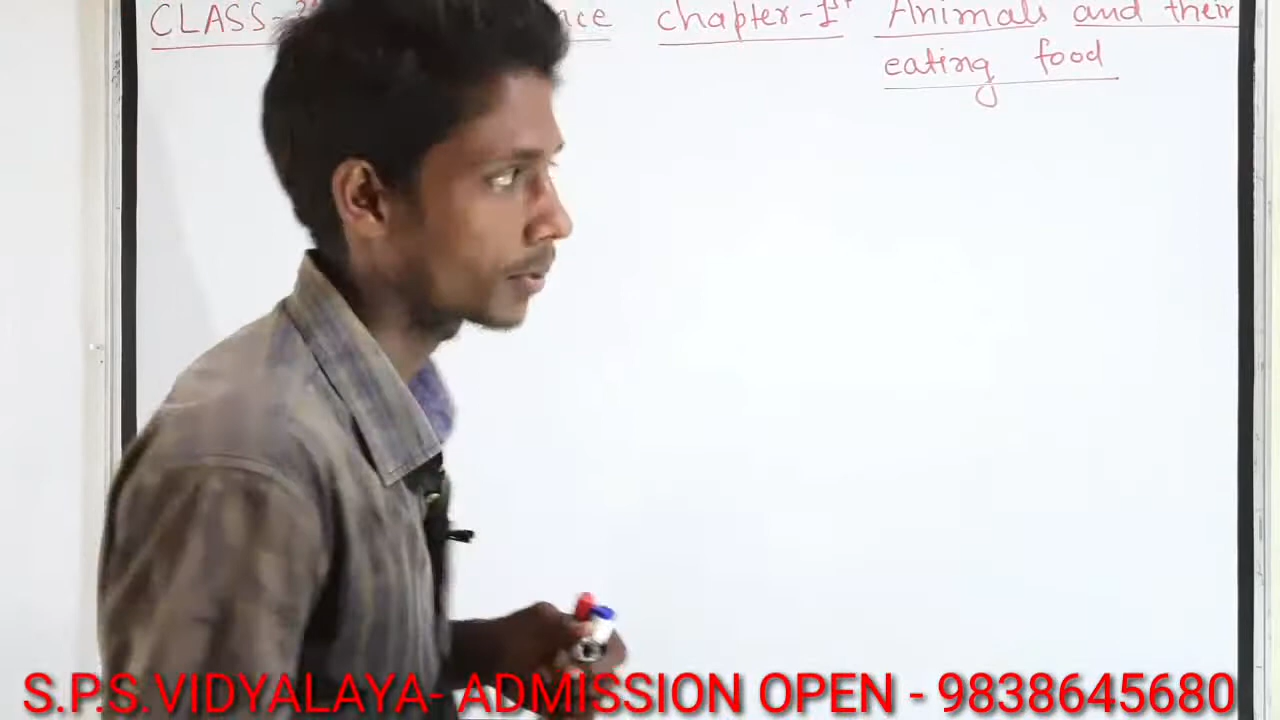 CLASS- chapter-1st Animals and their
eating food
S.P.S.VIDYALAYA- ADMISSION OPEN - 9838645680